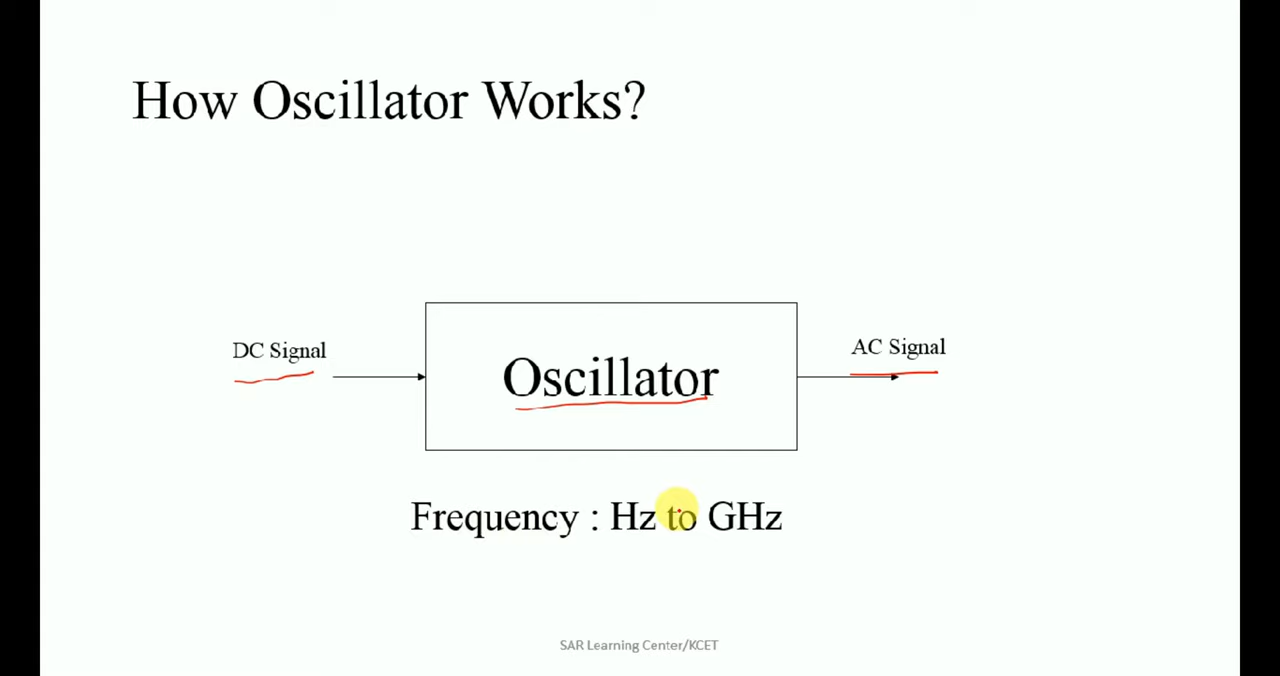 How Oscillator Works?
DC Signal
AC Signal
Oscillator
Frequency : Hz to GHz
SAR Learning Center/KCET